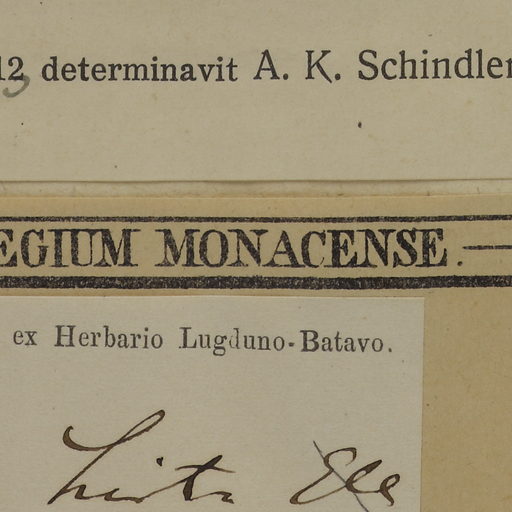 12 determinavit A. K. Schindler
EGIUM MONACENSE.
ex Herbario Lugduno-Batavo.